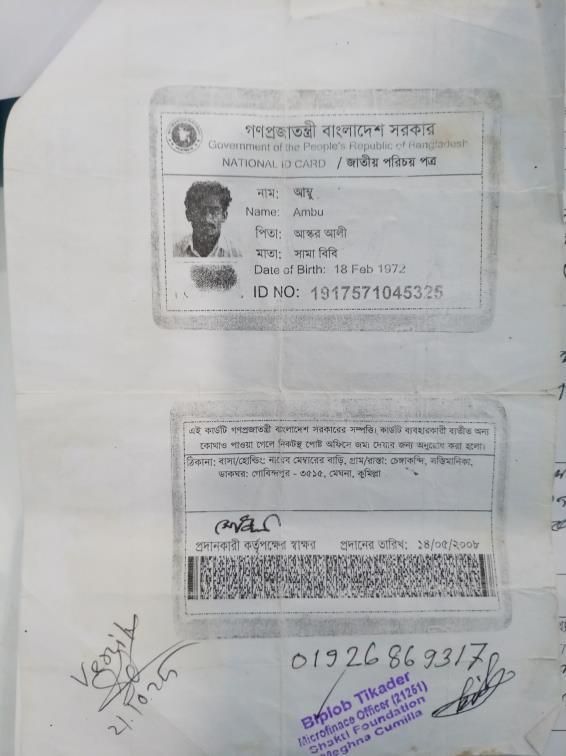 গণপ্রজাতন্ত্রী বাংলাদেশ সরকার
Government of the People's Republic of Bangladesh
NATIONAL ID CARD / জাতীয় পরিচয় পত্র
নাম: আম্বু
Name: Ambu
পিতা: আস্কর আলী
মাতা: সামা বিবি
Date of Birth: 18 Feb 1972
ID NO: 1917571045325
এই কার্ডটি গণপ্রজাতন্ত্রী বাংলাদেশ সরকারের সম্পত্তি। কার্ডটি ব্যবহারকারী ব্যতীত অন্য
কোথাও পাওয়া গেলে নিকটস্থ পোষ্ট অফিসে জমা দেয়ার জন্য অনুরোধ করা হলো।
ঠিকানা: বাসা/হোল্ডিং: নায়েব মেম্বারের বাড়ি, গ্রাম/রাস্তা: চেঙ্গাকান্দি,
ডাকঘর: গোবিন্দপুর - ৩৫১৫, মেঘনা, কুমিল্লা
প্রদানকারী কর্তৃপক্ষের স্বাক্ষর প্রদানের তারিখ: ১৪/০৫/২০০৮
01926869317
Biplob Tikader
Microfinace Officer (21261)
Shakti Foundation
Meghna Cumilla